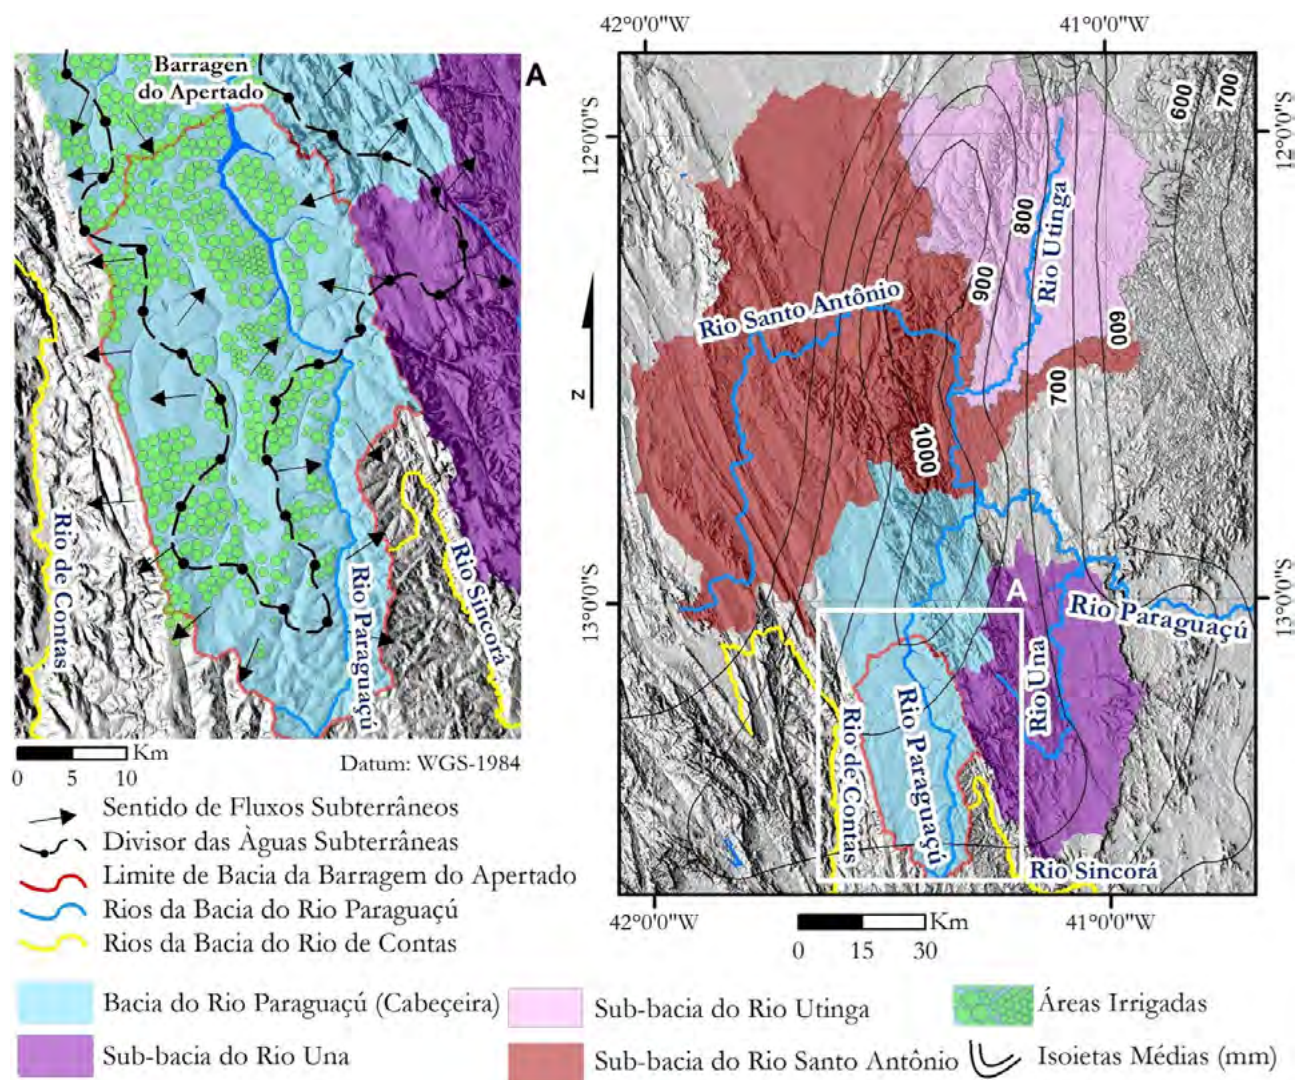 42°0'0"W
41°0'0"W
Barragen
do Apertado
A
600
700
12°0'0"S
12°0'0"S
800
Rio Utinga
900
Rio Santo Antônio
600
700
N
1000
Rio de Contas
Rio Sincorá
Rio Paraguaçú
13°0'0"S
13°0'0"S
A
Rio Paraguaçú
Rio Una
Rio de Contas
Rio Paraguaçú
Rio Sincorá
Km
0 5 10
Datum: WGS-1984
42°0'0"W
41°0'0"W
Km
0 15 30
Sentido de Fluxos Subterrâneos
Divisor das Àguas Subterrâneas
Limite de Bacia da Barragem do Apertado
Rios da Bacia do Rio Paraguaçú
Rios da Bacia do Rio de Contas
Bacia do Rio Paraguaçú (Cabeçeira)
Sub-bacia do Rio Utinga
Áreas Irrigadas
Sub-bacia do Rio Una
Sub-bacia do Rio Santo Antônio
Isoietas Médias (mm)